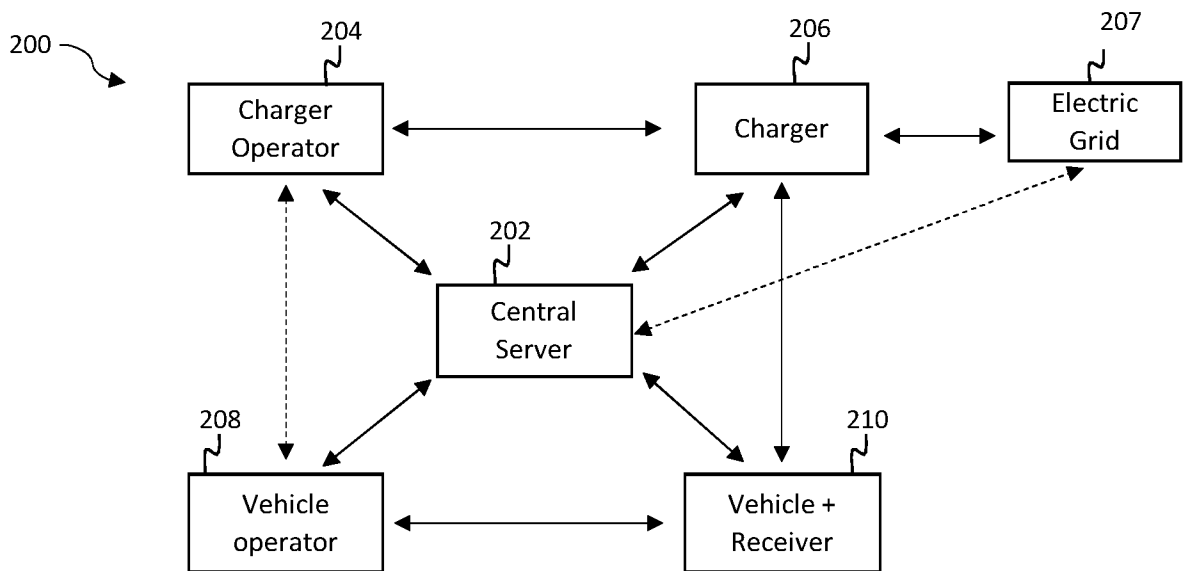 200
204
206
207
Charger
Operator
Charger
Electric
Grid
202
Central
Server
208
210
Vehicle
operator
Vehicle +
Receiver